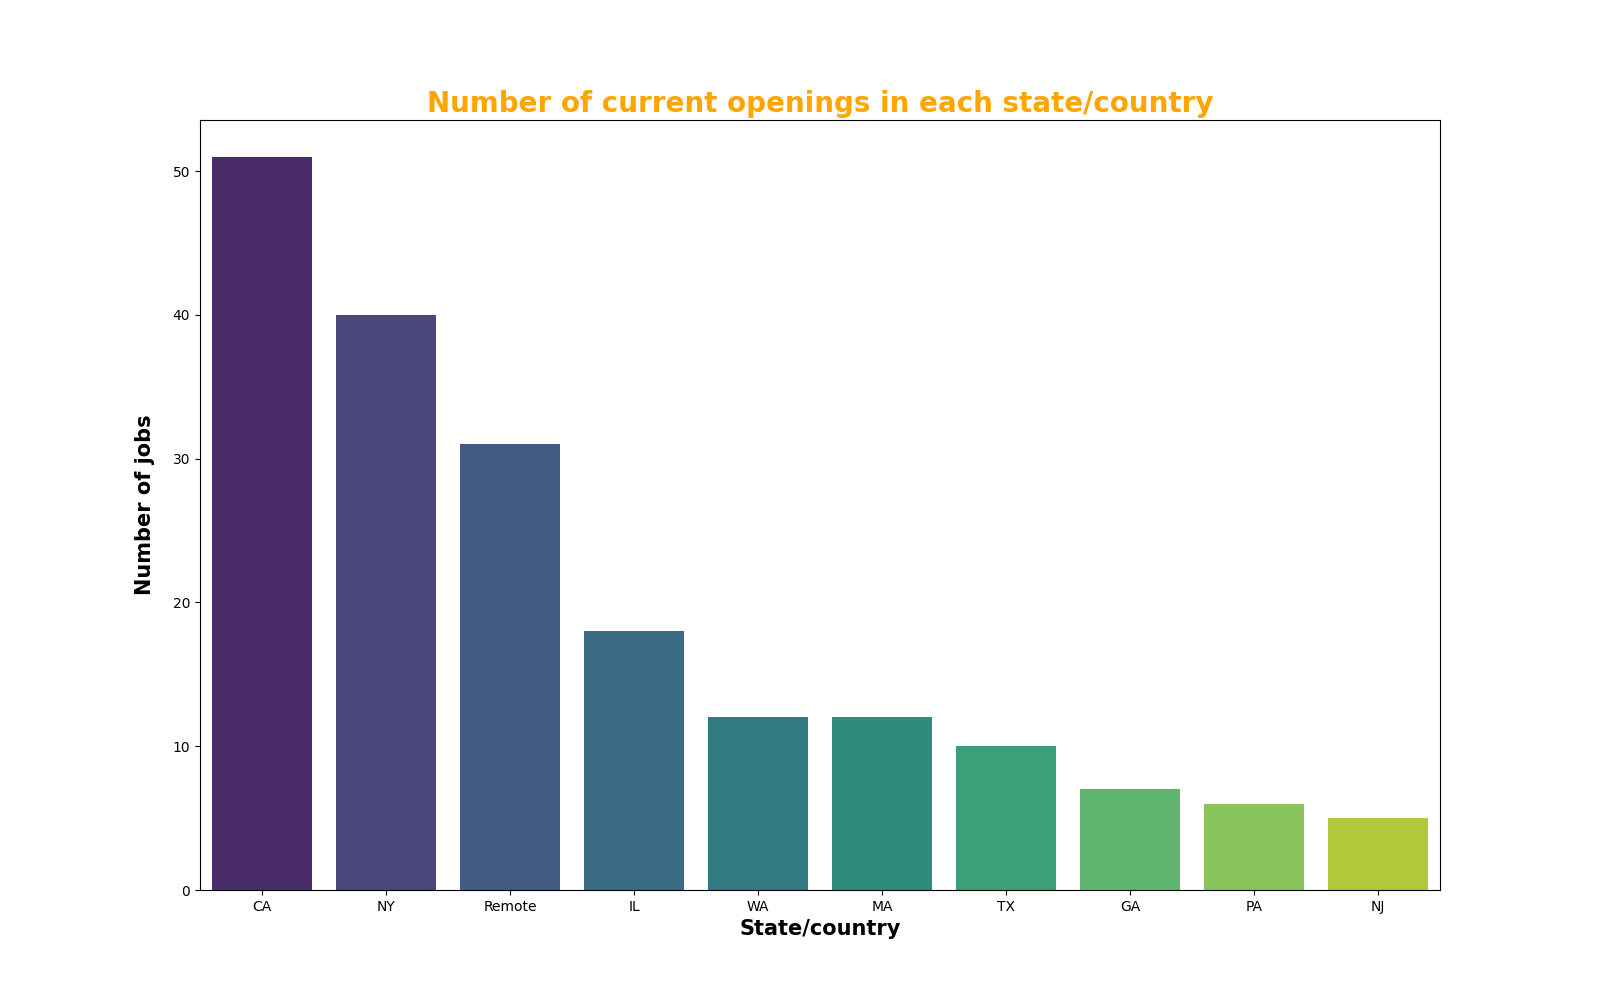 Number of current openings in each state/country
50
40
30
20
10
0
Number of jobs
CA NY Remote IL WA MA TX GA PA NJ
State/country